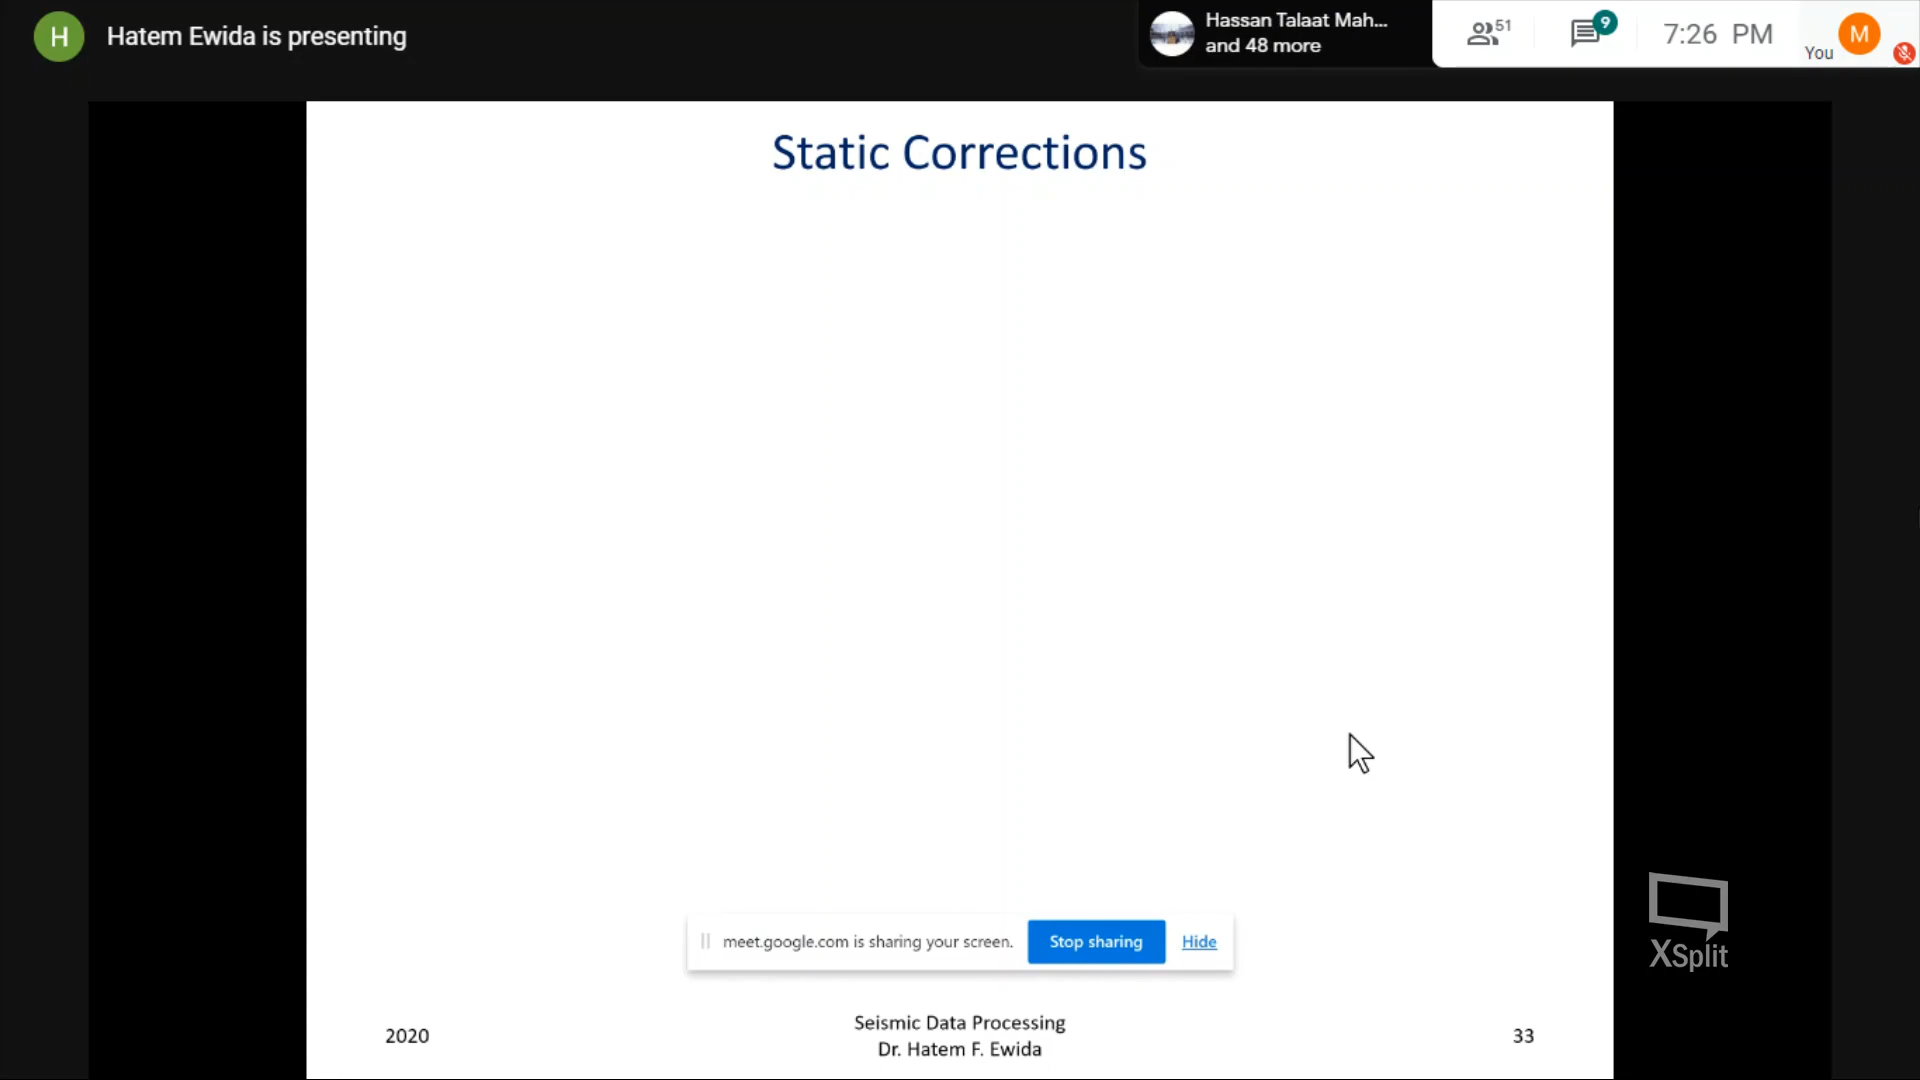 H
Hatem Ewida is presenting
Hassan Talaat Mah...
and 48 more
51
9
7:26 PM
You
M
Static Corrections
meet.google.com is sharing your screen.
Stop sharing
Hide
XSplit
2020
Seismic Data Processing
Dr. Hatem F. Ewida
33